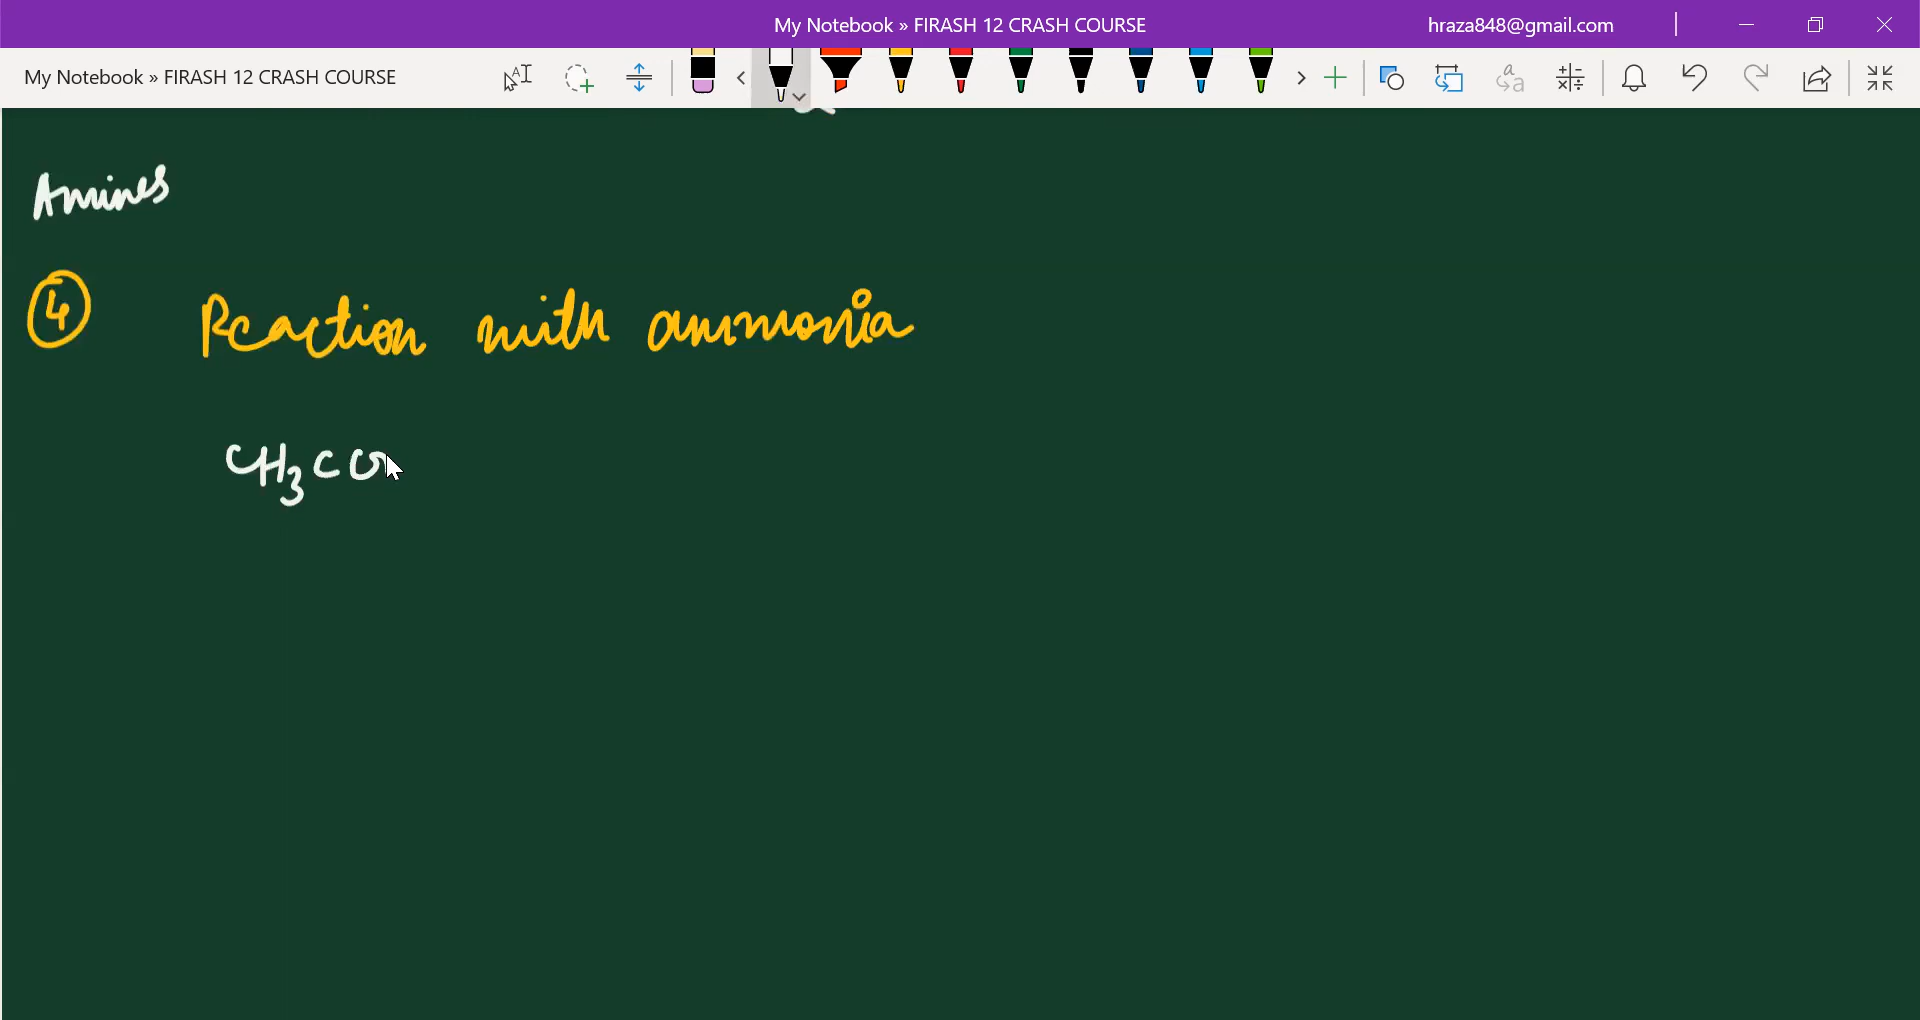 My Notebook » FIRASH 12 CRASH COURSE hraza848@gmail.com
My Notebook » FIRASH 12 CRASH COURSE
Amines
④ Reaction with ammonia
CH₃CO